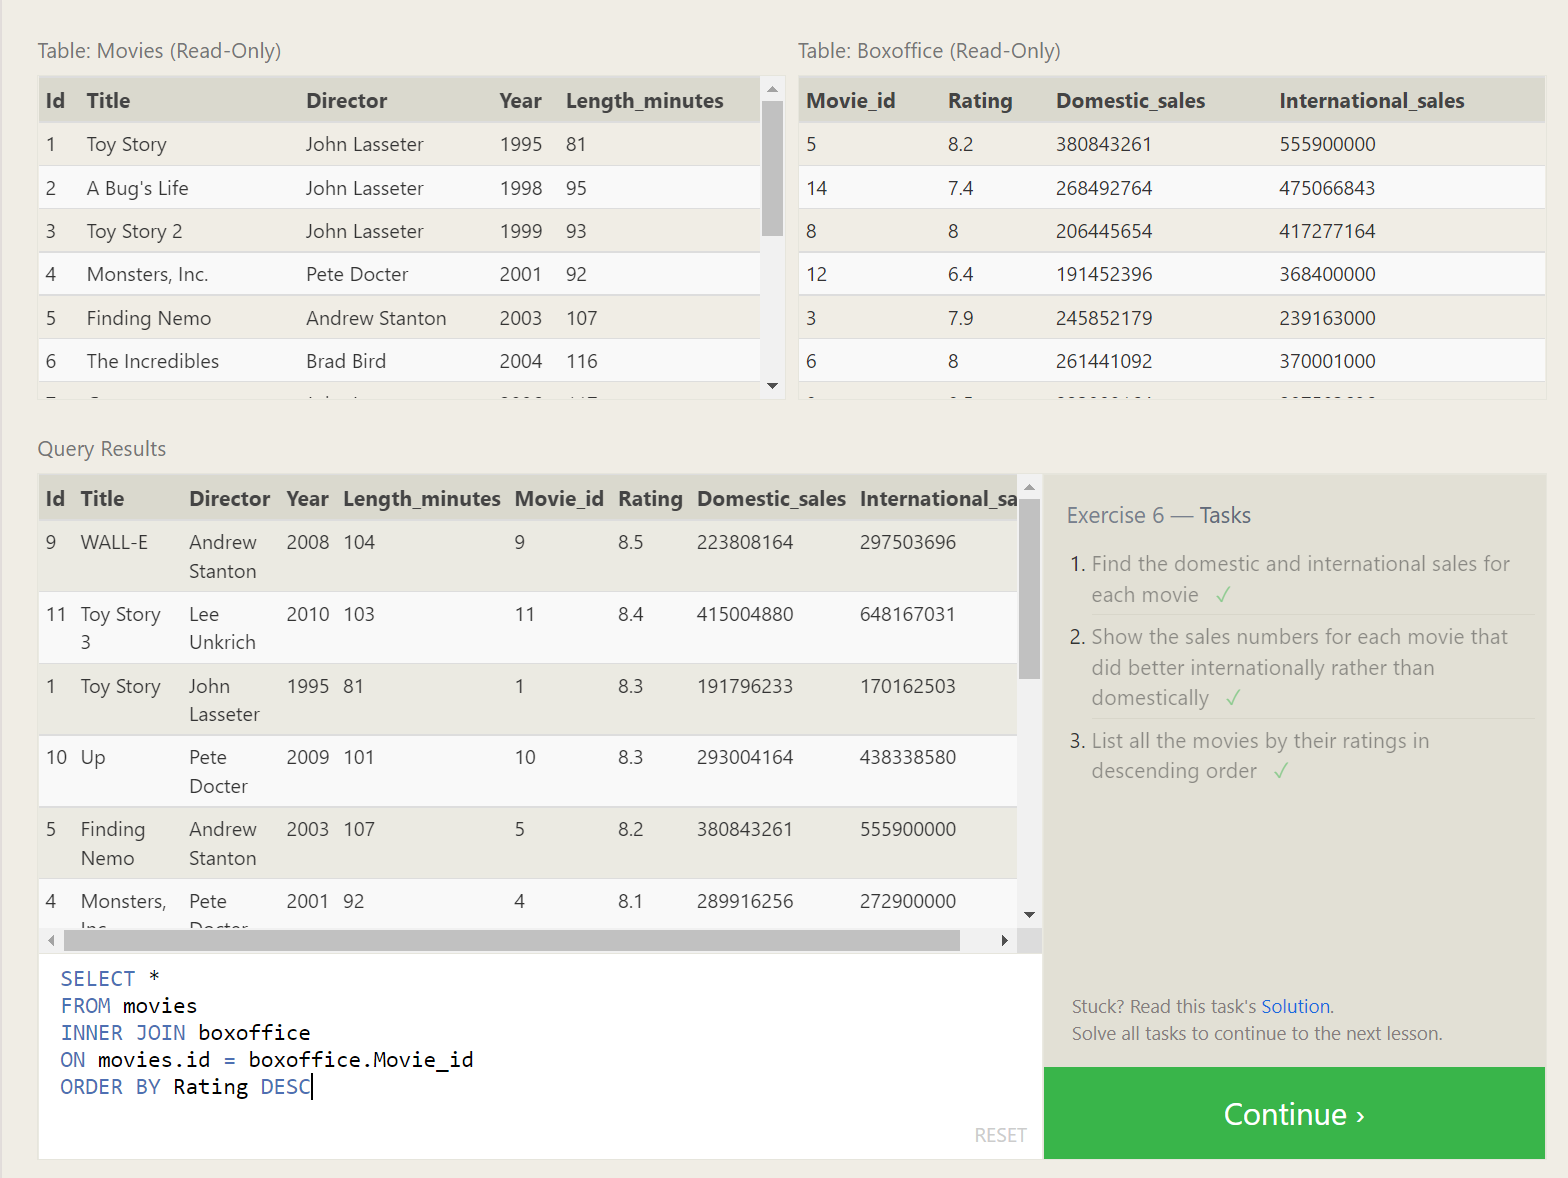 Table: Movies (Read-Only)
Id Title Director Year Length_minutes
1 Toy Story John Lasseter 1995 81
2 A Bug's Life John Lasseter 1998 95
3 Toy Story 2 John Lasseter 1999 93
4 Monsters, Inc. Pete Docter 2001 92
5 Finding Nemo Andrew Stanton 2003 107
6 The Incredibles Brad Bird 2004 116
Table: Boxoffice (Read-Only)
Movie_id Rating Domestic_sales International_sales
5 8.2 380843261 555900000
14 7.4 268492764 475066843
8 8 206445654 417277164
12 6.4 191452396 368400000
3 7.9 245852179 239163000
6 8 261441092 370001000
Query Results
Id Title Director Year Length_minutes Movie_id Rating Domestic_sales International_sa
9 WALL-E Andrew 2008 104 9 8.5 223808164 297503696
Stanton
11 Toy Story Lee 2010 103 11 8.4 415004880 648167031
3 Unkrich
1 Toy Story John 1995 81 1 8.3 191796233 170162503
Lasseter
10 Up Pete 2009 101 10 8.3 293004164 438338580
Docter
5 Finding Andrew 2003 107 5 8.2 380843261 555900000
Nemo Stanton
4 Monsters, Pete 2001 92 4 8.1 289916256 272900000
Inc. Docter
SELECT *
FROM movies
INNER JOIN boxoffice
ON movies.id = boxoffice.Movie_id
ORDER BY Rating DESC
RESET
Exercise 6 — Tasks
1. Find the domestic and international sales for
each movie ✓
2. Show the sales numbers for each movie that
did better internationally rather than
domestically ✓
3. List all the movies by their ratings in
descending order ✓
Stuck? Read this task's Solution.
Solve all tasks to continue to the next lesson.
Continue ›